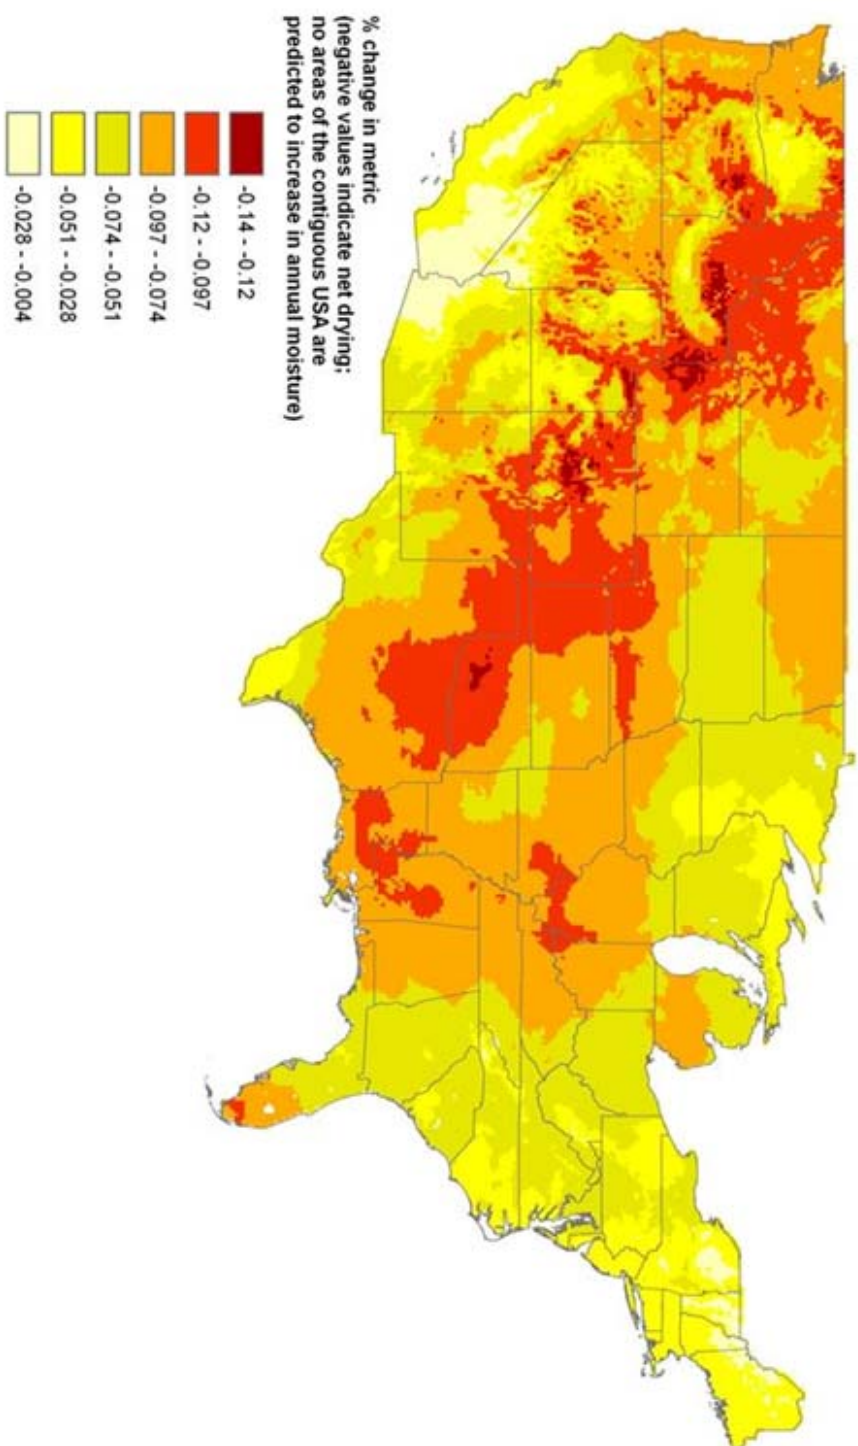 % change in metric
(negative values indicate net drying;
no areas of the contiguous USA are
predicted to increase in annual moisture)
-0.14 - -0.12
-0.12 - -0.097
-0.097 - -0.074
-0.074 - -0.051
-0.051 - -0.028
-0.028 - -0.004